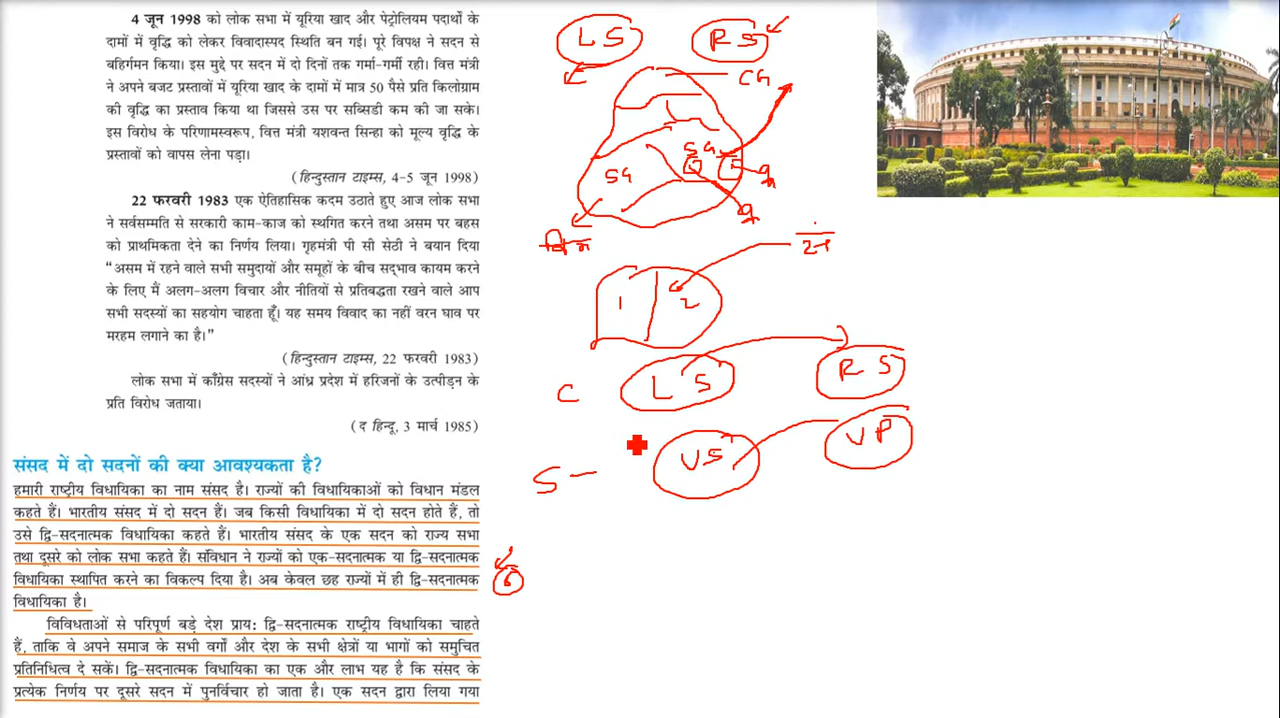 4 जून 1998 को लोक सभा में यूरिया खाद और पेट्रोलियम पदार्थों के
दामों में वृद्धि को लेकर विवादास्पद स्थिति बन गई। पूरे विपक्ष ने सदन से
बहिर्गमन किया। इस मुद्दे पर सदन में दो दिनों तक गर्मा-गर्मी रही। वित्त मंत्री
ने अपने बजट प्रस्तावों में यूरिया खाद के दामों में मात्र 50 पैसे प्रति किलोग्राम
की वृद्धि का प्रस्ताव किया था जिससे उस पर सब्सिडी कम की जा सके।
इस विरोध के परिणामस्वरूप, वित्त मंत्री यशवन्त सिन्हा को मूल्य वृद्धि के
प्रस्तावों को वापस लेना पड़ा।
(हिन्दुस्तान टाइम्स, 4-5 जून 1998)
22 फरवरी 1983 एक ऐतिहासिक कदम उठाते हुए आज लोक सभा
ने सर्वसम्मति से सरकारी काम-काज को स्थगित करने तथा असम पर बहस
को प्राथमिकता देने का निर्णय लिया। गृहमंत्री पी सी सेठी ने बयान दिया
“असम में रहने वाले सभी समुदायों और समूहों के बीच सद्भाव कायम करने
के लिए मैं अलग-अलग विचार और नीतियों से प्रतिबद्धता रखने वाले आप
सभी सदस्यों का सहयोग चाहता हूँ। यह समय विवाद का नहीं वरन घाव पर
मरहम लगाने का है।”
(हिन्दुस्तान टाइम्स, 22 फरवरी 1983)
लोक सभा में काँग्रेस सदस्यों ने आंध्र प्रदेश में हरिजनों के उत्पीड़न के
प्रति विरोध जताया।
(द हिन्दू, 3 मार्च 1985)
संसद में दो सदनों की क्या आवश्यकता है?
हमारी राष्ट्रीय विधायिका का नाम संसद है। राज्यों की विधायिकाओं को विधान मंडल
कहते हैं। भारतीय संसद में दो सदन हैं। जब किसी विधायिका में दो सदन होते हैं, तो
उसे द्वि-सदनात्मक विधायिका कहते हैं। भारतीय संसद के एक सदन को राज्य सभा
तथा दूसरे को लोक सभा कहते हैं। संविधान ने राज्यों को एक-सदनात्मक या द्वि-सदनात्मक
विधायिका स्थापित करने का विकल्प दिया है। अब केवल छह राज्यों में ही द्वि-सदनात्मक
विधायिका है।
विविधताओं से परिपूर्ण बड़े देश प्राय: द्वि-सदनात्मक राष्ट्रीय विधायिका चाहते
हैं, ताकि वे अपने समाज के सभी वर्गों और देश के सभी क्षेत्रों या भागों को समुचित
प्रतिनिधित्व दे सकें। द्वि-सदनात्मक विधायिका का एक और लाभ यह है कि संसद के
प्रत्येक निर्णय पर दूसरे सदन में पुनर्विचार हो जाता है। एक सदन द्वारा लिया गया
LS RS
CG
SG
SG
1 2
C LS RS
S VS VP
6